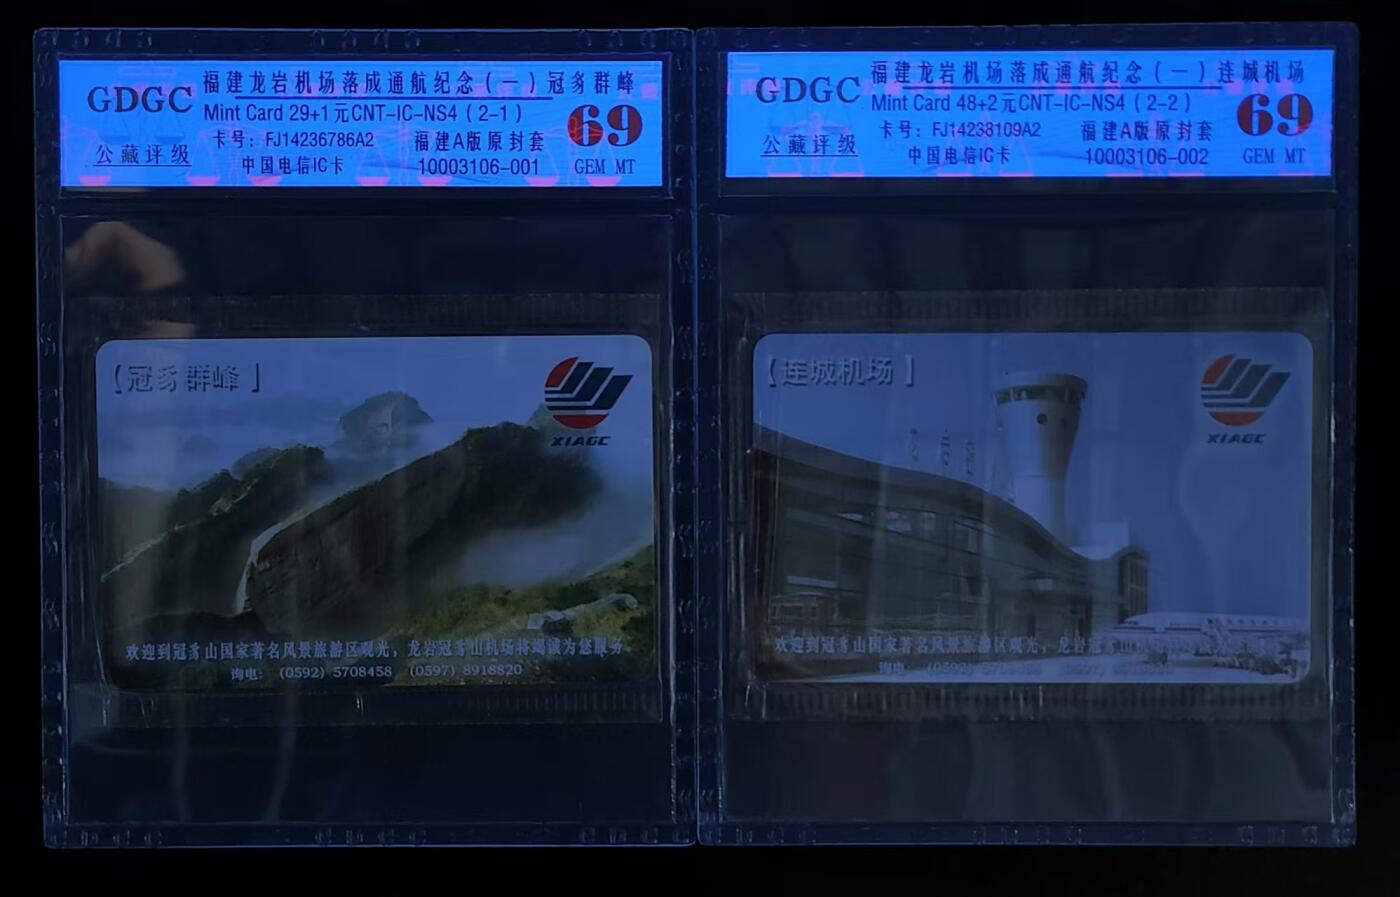 GDGC
公藏评级
福建龙岩机场落成通航纪念（一）冠豸群峰
Mint Card 29+1元CNT-IC-NS4（2-1）
卡号：FJ14236786A2 福建A版原封套
中国电信IC卡 10003106-001
69
GEM MT
【冠豸群峰】
XIAGC
欢迎到冠豸山国家著名风景旅游区观光，龙岩冠豸山机场将竭诚为您服务
询电：（0592）5708458 （0597）8918820
GDGC
公藏评级
福建龙岩机场落成通航纪念（一）连城机场
Mint Card 48+2元CNT-IC-NS4（2-2）
卡号：FJ14238109A2 福建A版原封套
中国电信IC卡 10003106-002
69
GEM MT
【连城机场】
XIAGC
欢迎到冠豸山国家著名风景旅游区观光，龙岩冠豸山机场
询电：（0592）5708458